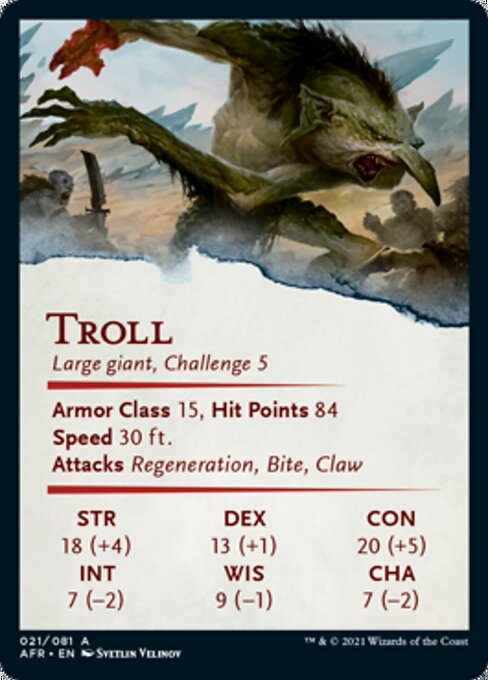 Troll
Large giant, Challenge 5
Armor Class 15, Hit Points 84
Speed 30 ft.
Attacks Regeneration, Bite, Claw
STR DEX CON
18 (+4) 13 (+1) 20 (+5)
INT WIS CHA
7 (–2) 9 (–1) 7 (–2)
021/081 A ™ & © 2021 Wizards of the Coast
AFR • EN Svetlin Velinov